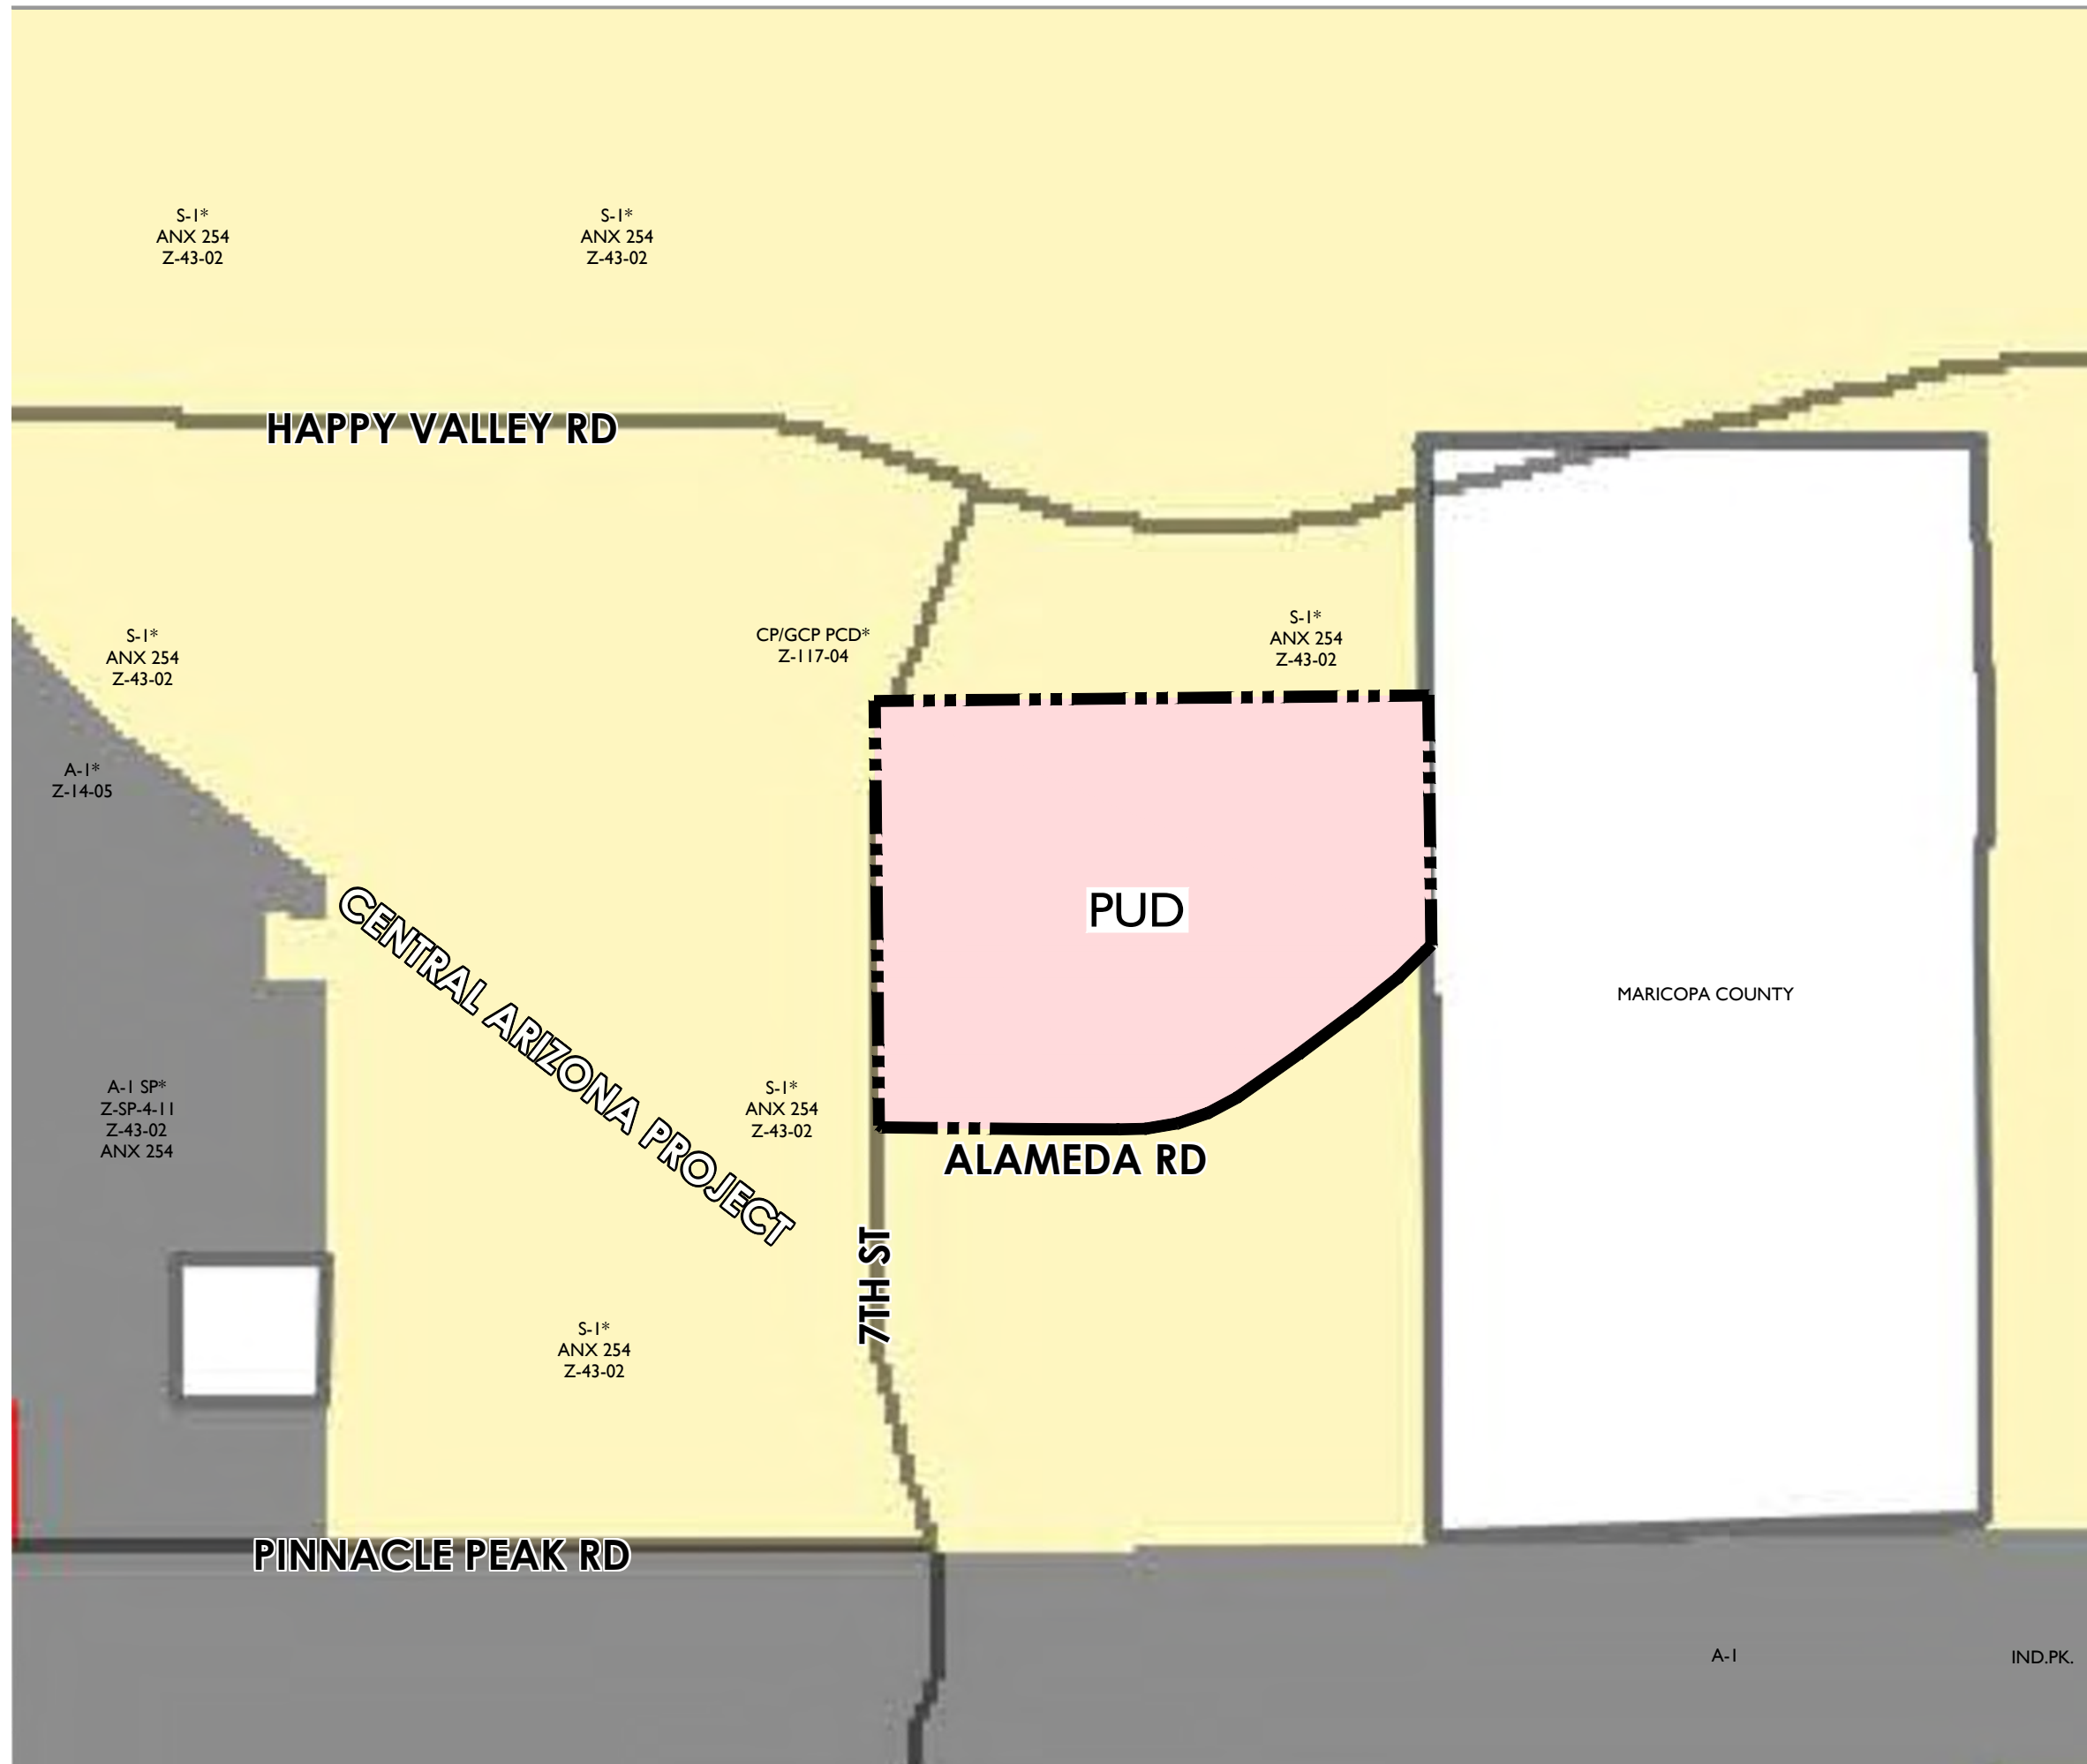 S-1*
ANX 254
Z-43-02
S-1*
ANX 254
Z-43-02
HAPPY VALLEY RD
S-1*
ANX 254
Z-43-02
CP/GCP PCD*
Z-117-04
S-1*
ANX 254
Z-43-02
A-1*
Z-14-05
PUD
CENTRAL ARIZONA PROJECT
MARICOPA COUNTY
A-1 SP*
Z-SP-4-11
Z-43-02
ANX 254
S-1*
ANX 254
Z-43-02
ALAMEDA RD
7TH ST
S-1*
ANX 254
Z-43-02
PINNACLE PEAK RD
A-1
IND.PK.